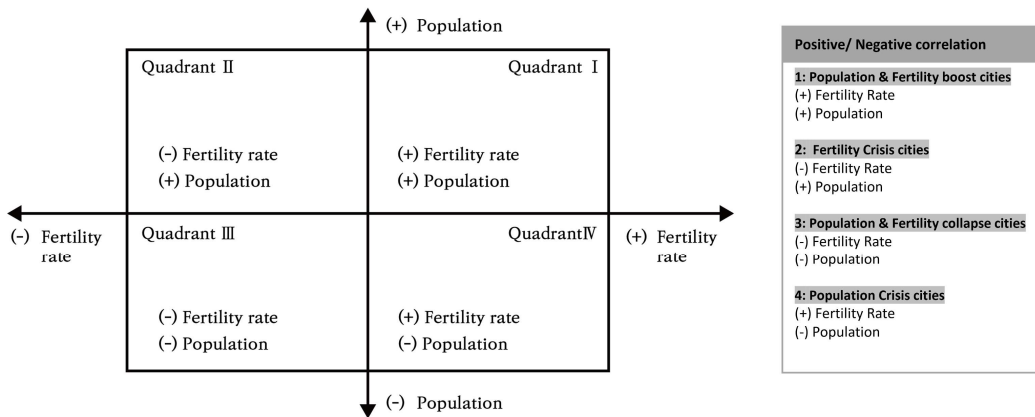 (+) Population
Quadrant Ⅱ
Quadrant Ⅰ
(-) Fertility rate
(+) Population
(+) Fertility rate
(+) Population
(-) Fertility
rate
Quadrant Ⅲ
QuadrantⅣ
(+) Fertility
rate
(-) Fertility rate
(-) Population
(+) Fertility rate
(-) Population
(-) Population
Positive/ Negative correlation
1: Population & Fertility boost cities
(+) Fertility Rate
(+) Population
2: Fertility Crisis cities
(-) Fertility Rate
(+) Population
3: Population & Fertility collapse cities
(-) Fertility Rate
(-) Population
4: Population Crisis cities
(+) Fertility Rate
(-) Population